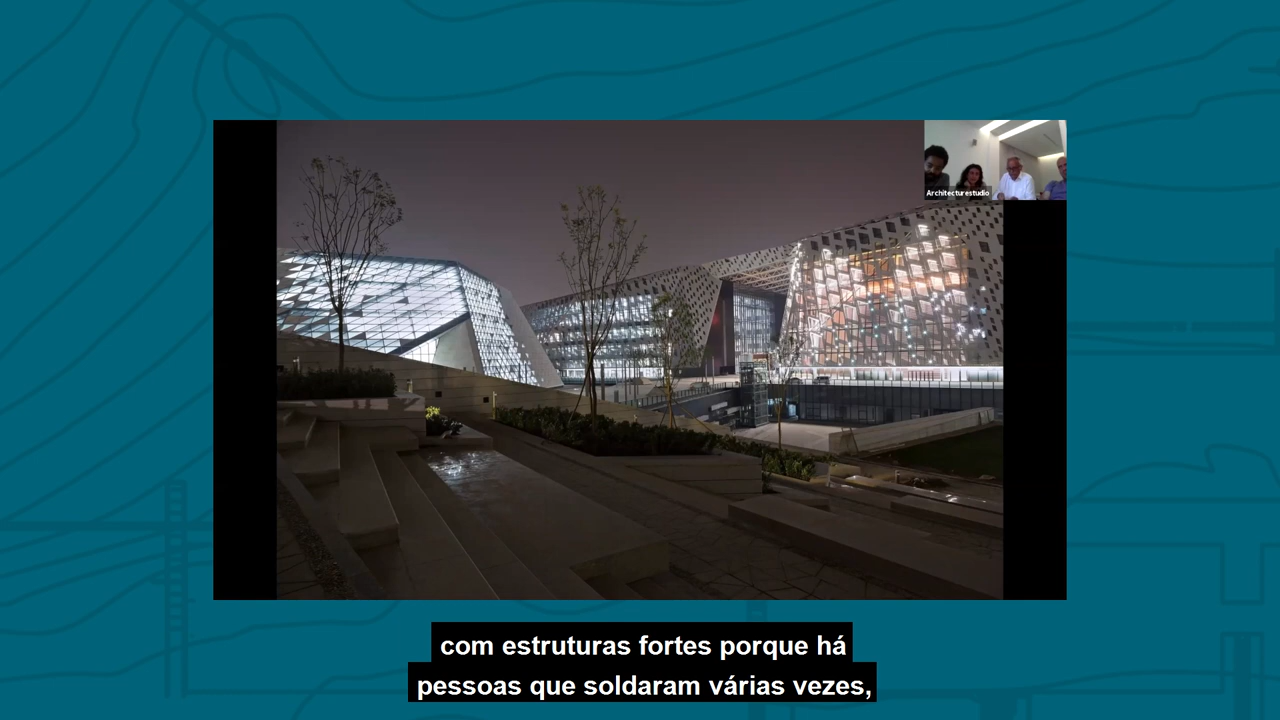 Architecturestudio
com estruturas fortes porque há
pessoas que soldaram várias vezes,